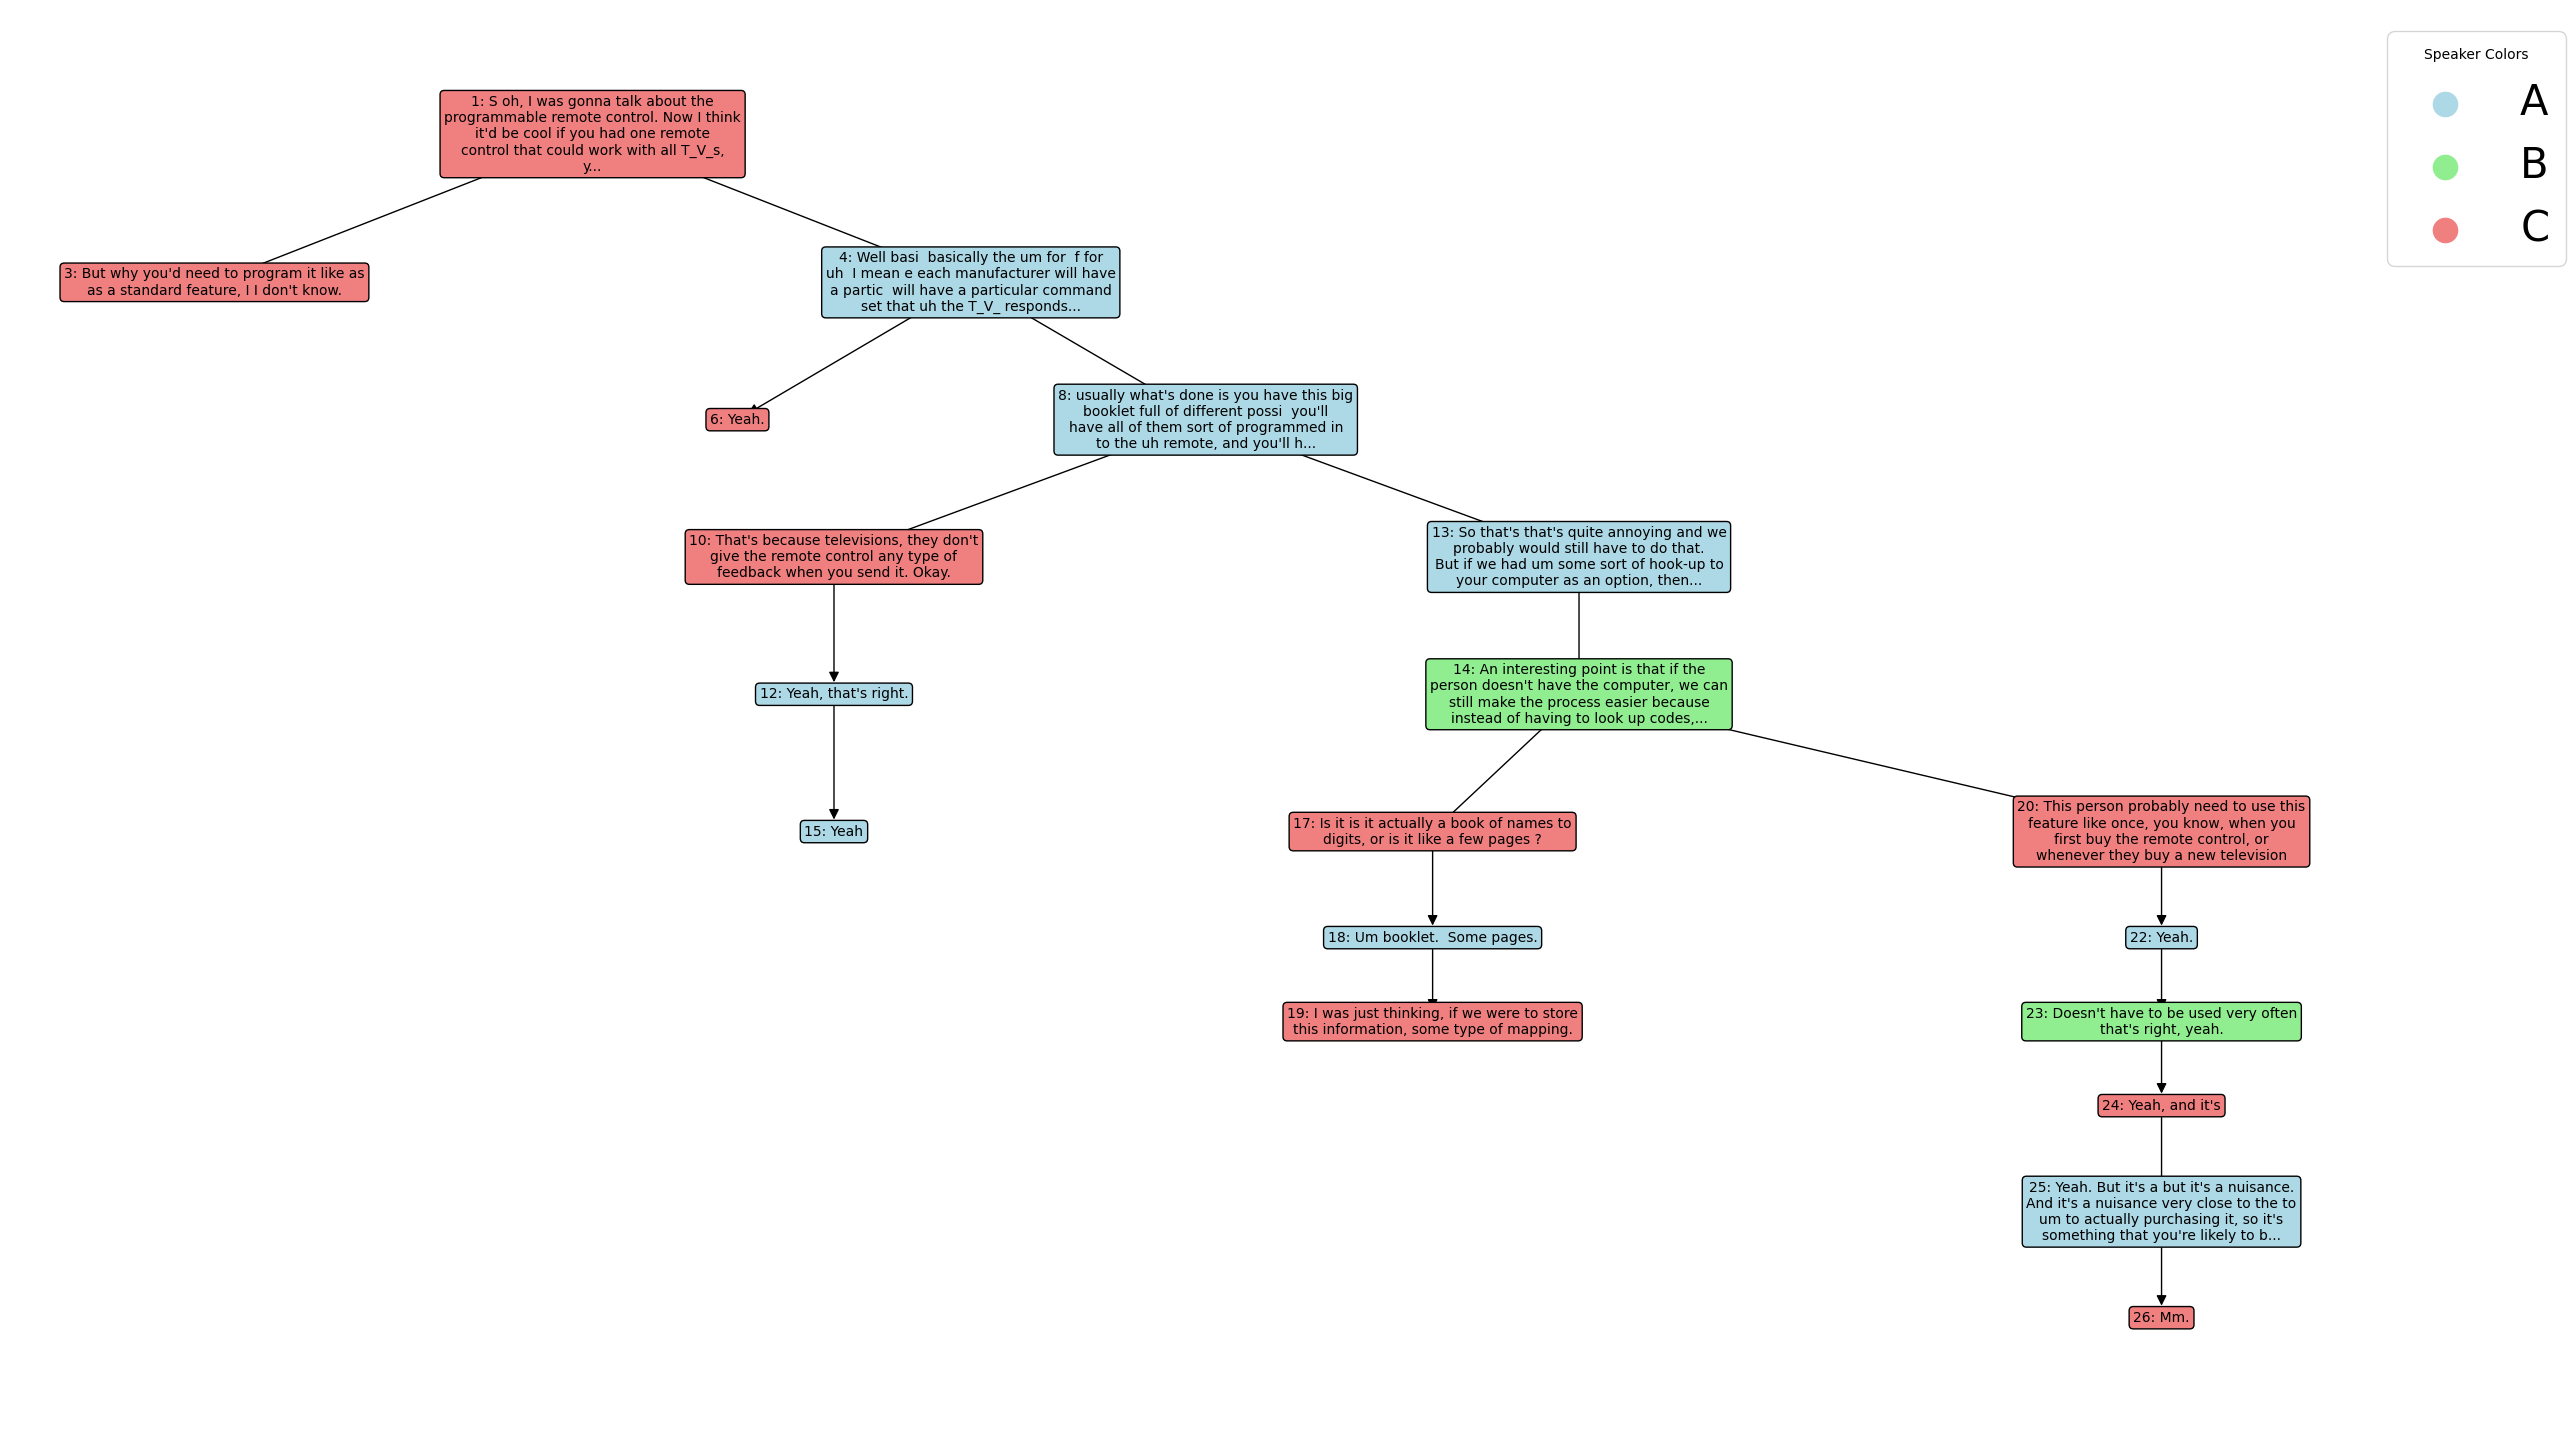 Speaker Colors
A
B
C
1: S oh, I was gonna talk about the
programmable remote control. Now I think
it'd be cool if you had one remote
control that could work with all T_V_s,
y...
3: But why you'd need to program it like as
as a standard feature, I I don't know.
4: Well basi  basically the um for  f for
uh  I mean e each manufacturer will have
a partic  will have a particular command
set that uh the T_V_ responds...
6: Yeah.
8: usually what's done is you have this big
booklet full of different possi  you'll
have all of them sort of programmed in
to the uh remote, and you'll h...
10: That's because televisions, they don't
give the remote control any type of
feedback when you send it. Okay.
13: So that's that's quite annoying and we
probably would still have to do that.
But if we had um some sort of hook-up to
your computer as an option, then...
12: Yeah, that's right.
14: An interesting point is that if the
person doesn't have the computer, we can
still make the process easier because
instead of having to look up codes,...
15: Yeah
17: Is it is it actually a book of names to
digits, or is it like a few pages ?
20: This person probably need to use this
feature like once, you know, when you
first buy the remote control, or
whenever they buy a new television
18: Um booklet.  Some pages.
22: Yeah.
19: I was just thinking, if we were to store
this information, some type of mapping.
23: Doesn't have to be used very often
that's right, yeah.
24: Yeah, and it's
25: Yeah. But it's a but it's a nuisance.
And it's a nuisance very close to the to
um to actually purchasing it, so it's
something that you're likely to b...
26: Mm.